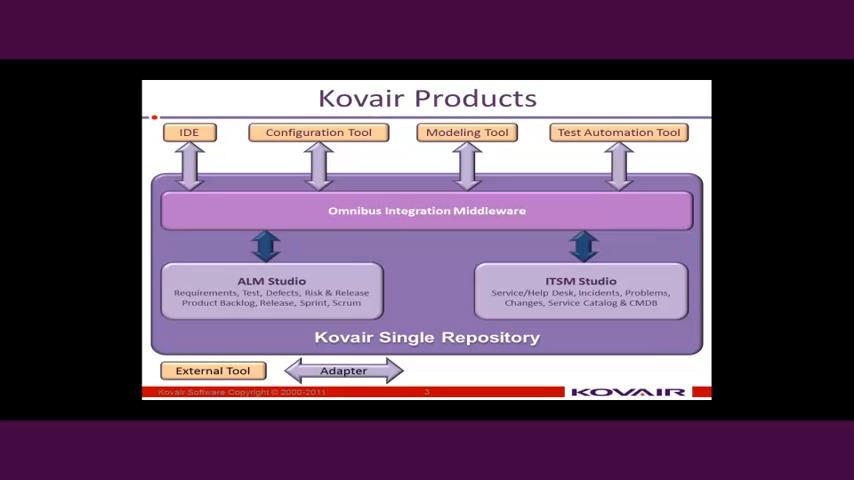 Kovair Products
IDE
Configuration Tool
Modeling Tool
Test Automation Tool
Omnibus Integration Middleware
ALM Studio
Requirements, Test, Defects, Risk & Release
Product Backlog, Release, Sprint, Scrum
ITSM Studio
Service/Help Desk, Incidents, Problems,
Changes, Service Catalog & CMDB
Kovair Single Repository
External Tool
Adapter
Kovair Software Copyright © 2000-2011
3
KOVAIR